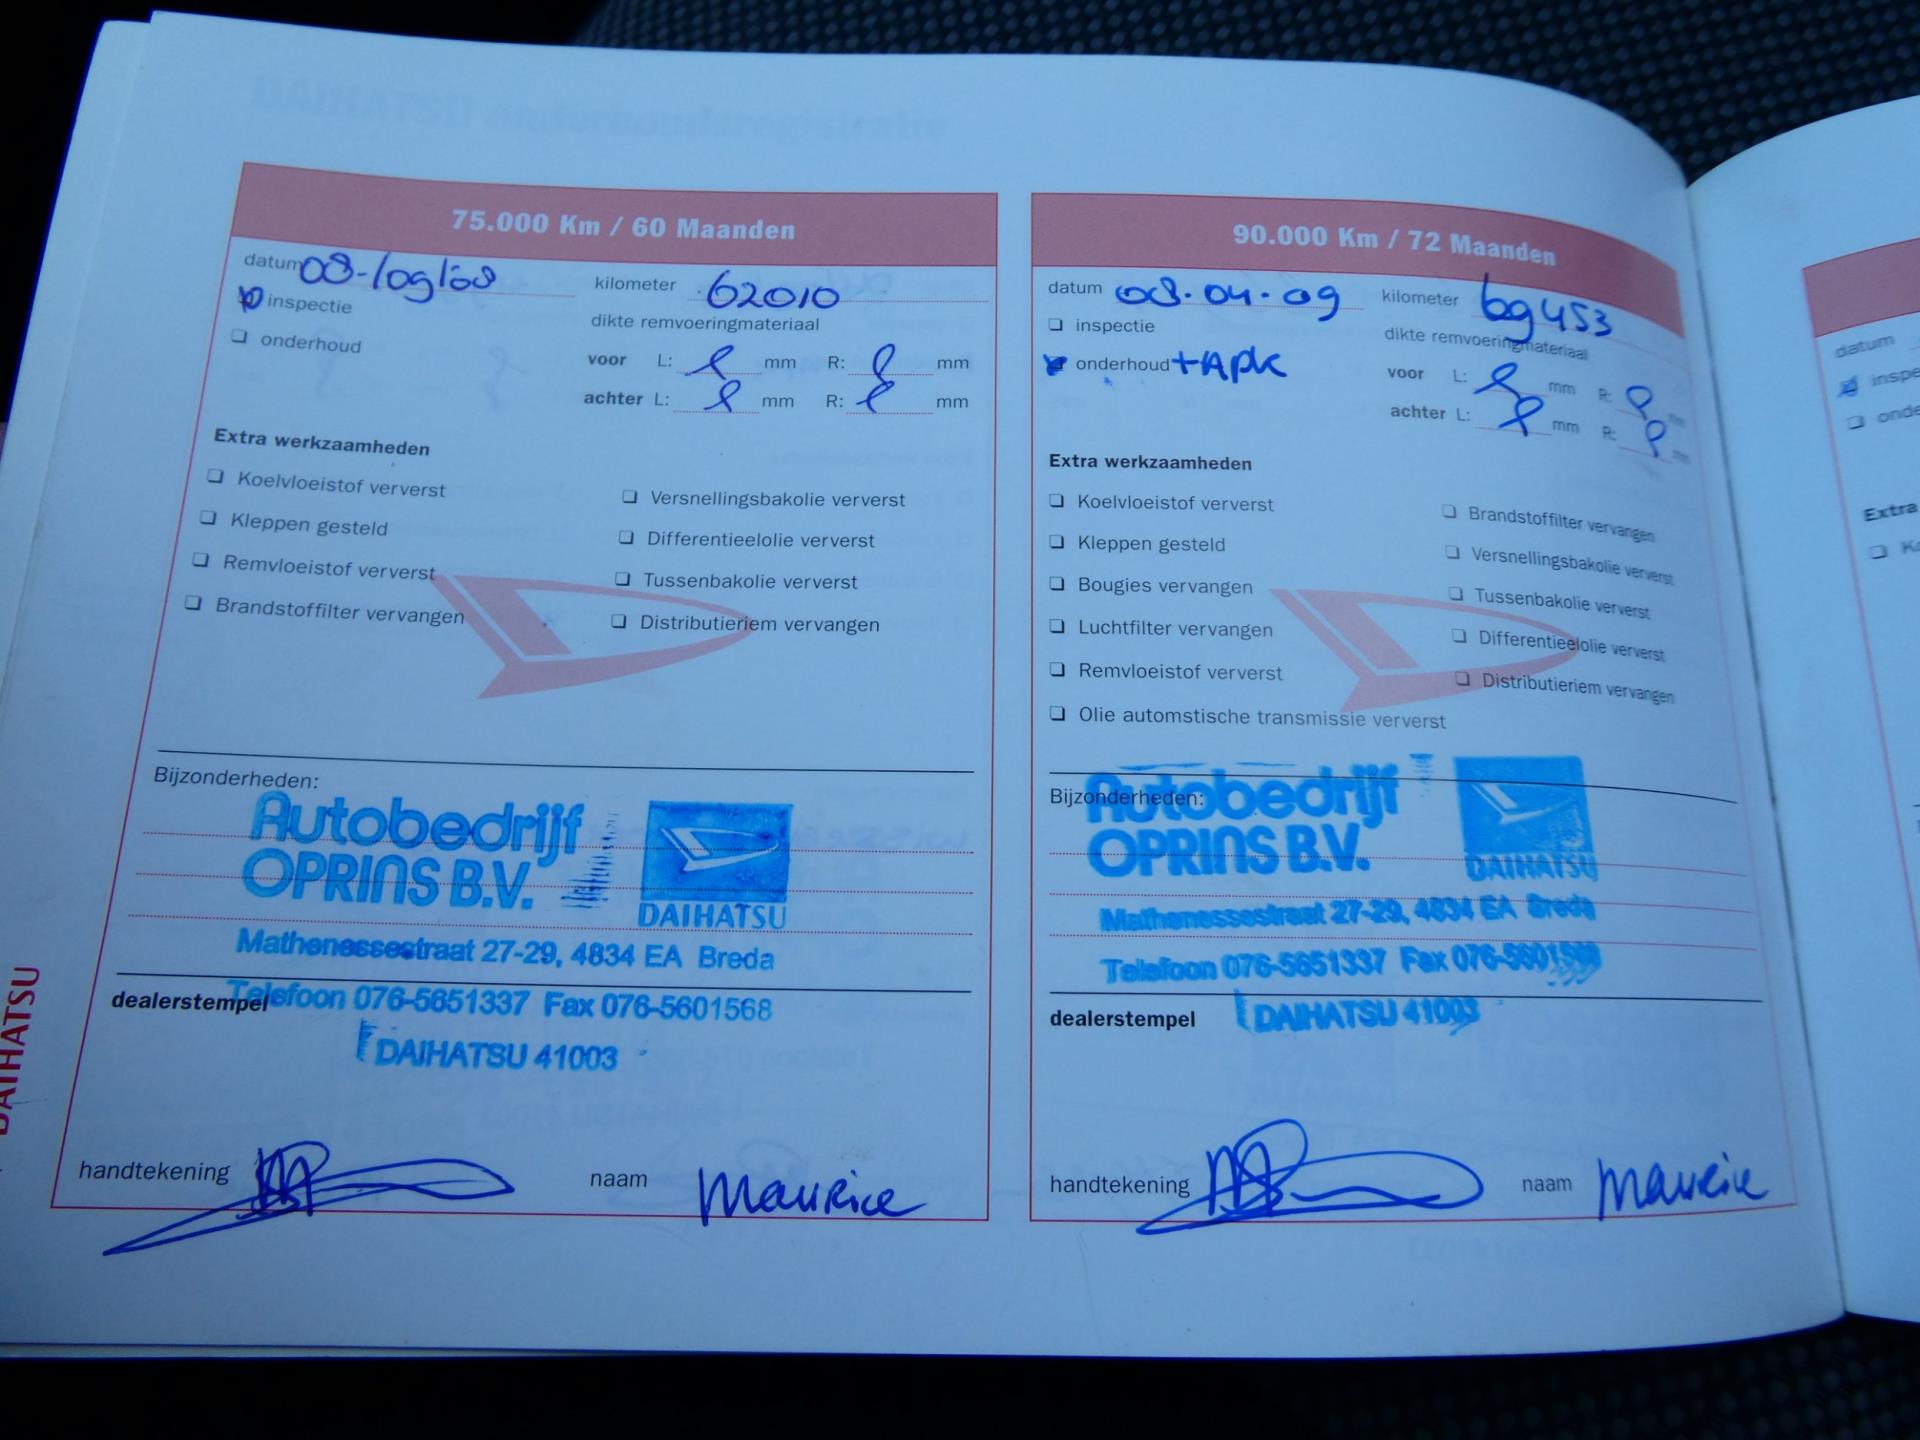 75.000 Km / 60 Maanden
datum
kilometer 62010
inspectie
dikte remvoeringmateriaal
onderhoud
voor L: 8 mm R: 8 mm
achter L: 8 mm R: 8 mm
Extra werkzaamheden
Koelvloeistof ververst
Versnellingsbakolie ververst
Kleppen gesteld
Differentieelolie ververst
Remvloeistof ververst
Tussenbakolie ververst
Brandstoffilter vervangen
Distributieriem vervangen
Bijzonderheden:
Autobedrijf
OPRINS B.V.
DAIHATSU
Mathenessestraat 27-29, 4834 EA Breda
dealerstempel
Telefoon 076-5651337 Fax 076-5601568
DAIHATSU 41003
handtekening
naam Maurice
90.000 Km / 72 Maanden
datum 08-04-09
kilometer 69453
inspectie
dikte remvoeringmateriaal
onderhoud +APK
voor L: 8 mm R: 8 mm
achter L: 8 mm R: 8 mm
Extra werkzaamheden
Koelvloeistof ververst
Brandstoffilter vervangen
Kleppen gesteld
Versnellingsbakolie ververst
Bougies vervangen
Tussenbakolie ververst
Luchtfilter vervangen
Differentieelolie ververst
Remvloeistof ververst
Distributieriem vervangen
Olie automstische transmissie ververst
Bijzonderheden:
Autobedrijf
OPRINS B.V.
DAIHATSU
Mathenessestraat 27-29, 4834 EA Breda
Telefoon 076-5651337 Fax
dealerstempel
DAIHATSU 41003
handtekening
naam Maurice
datum
Extra
DAIHATSU